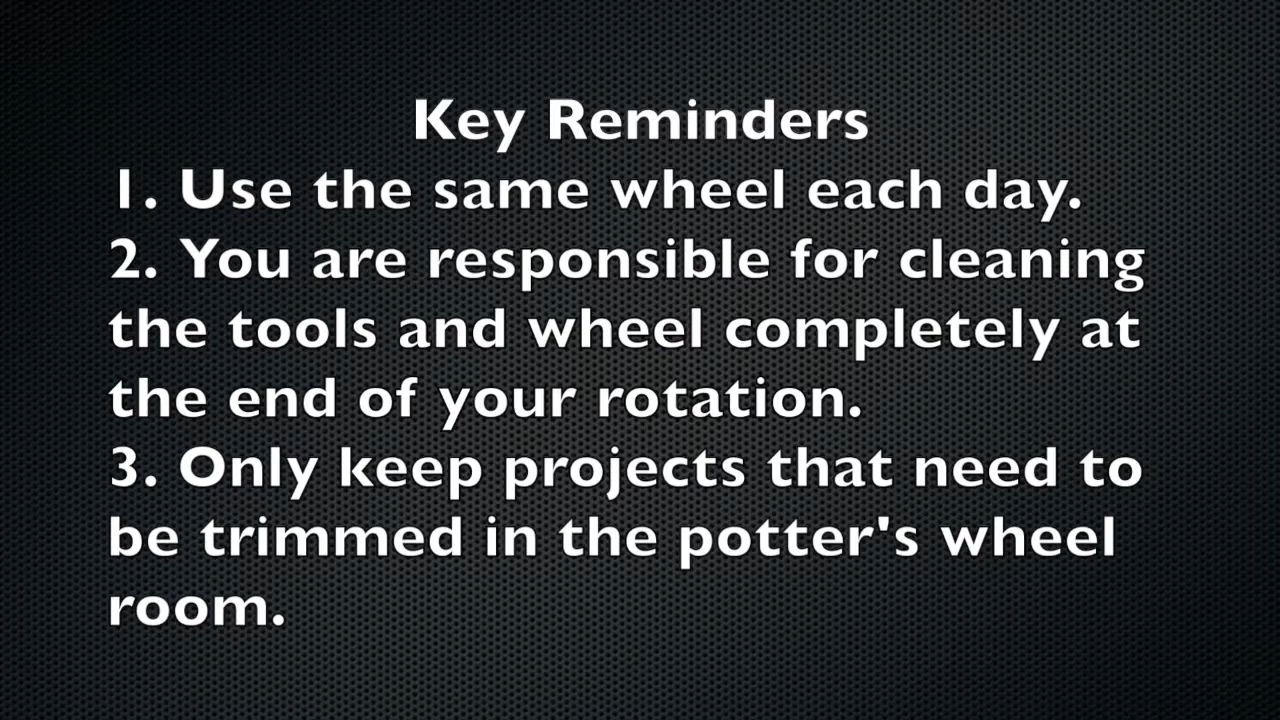 Key Reminders
1. Use the same wheel each day.
2. You are responsible for cleaning
the tools and wheel completely at
the end of your rotation.
3. Only keep projects that need to
be trimmed in the potter's wheel
room.